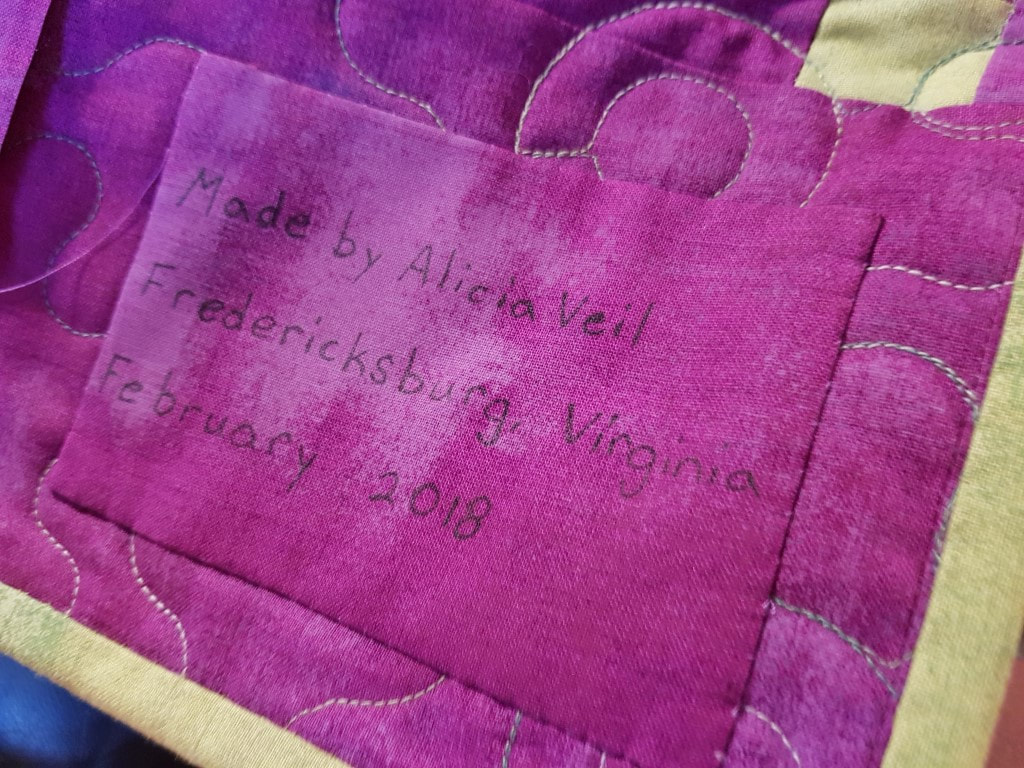 Made by Alicia Veil
Fredericksburg, Virginia
February 2018